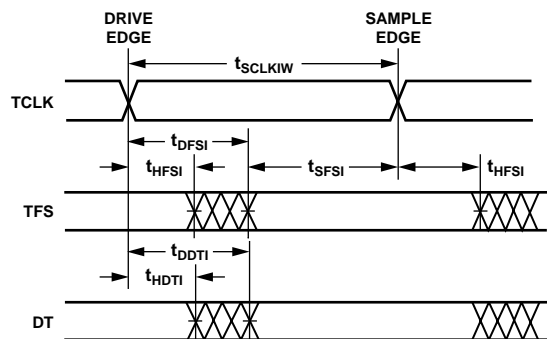 DRIVE EDGE
SAMPLE EDGE
tSCLKIW
TCLK
tDFSI
tHFSI
tSFSI
tHFSI
TFS
tDDTI
tHDTI
DT